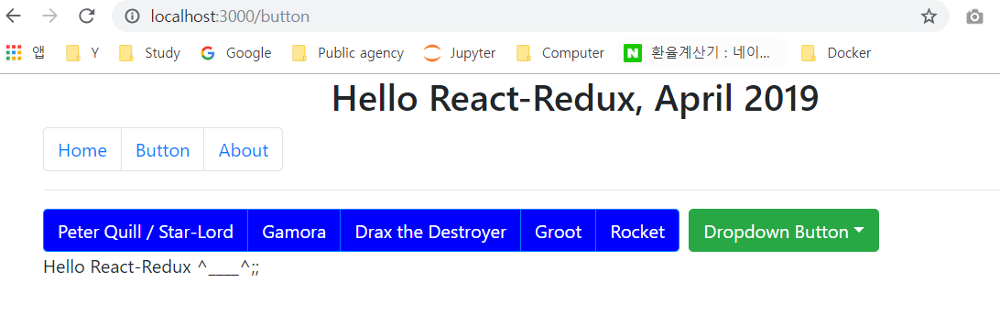 localhost:3000/button
앱 Y Study Google Public agency Jupyter Computer N 환율계산기 : 네이... Docker
Hello React-Redux, April 2019
Home Button About
Peter Quill / Star-Lord Gamora Drax the Destroyer Groot Rocket Dropdown Button
Hello React-Redux ^____^;;